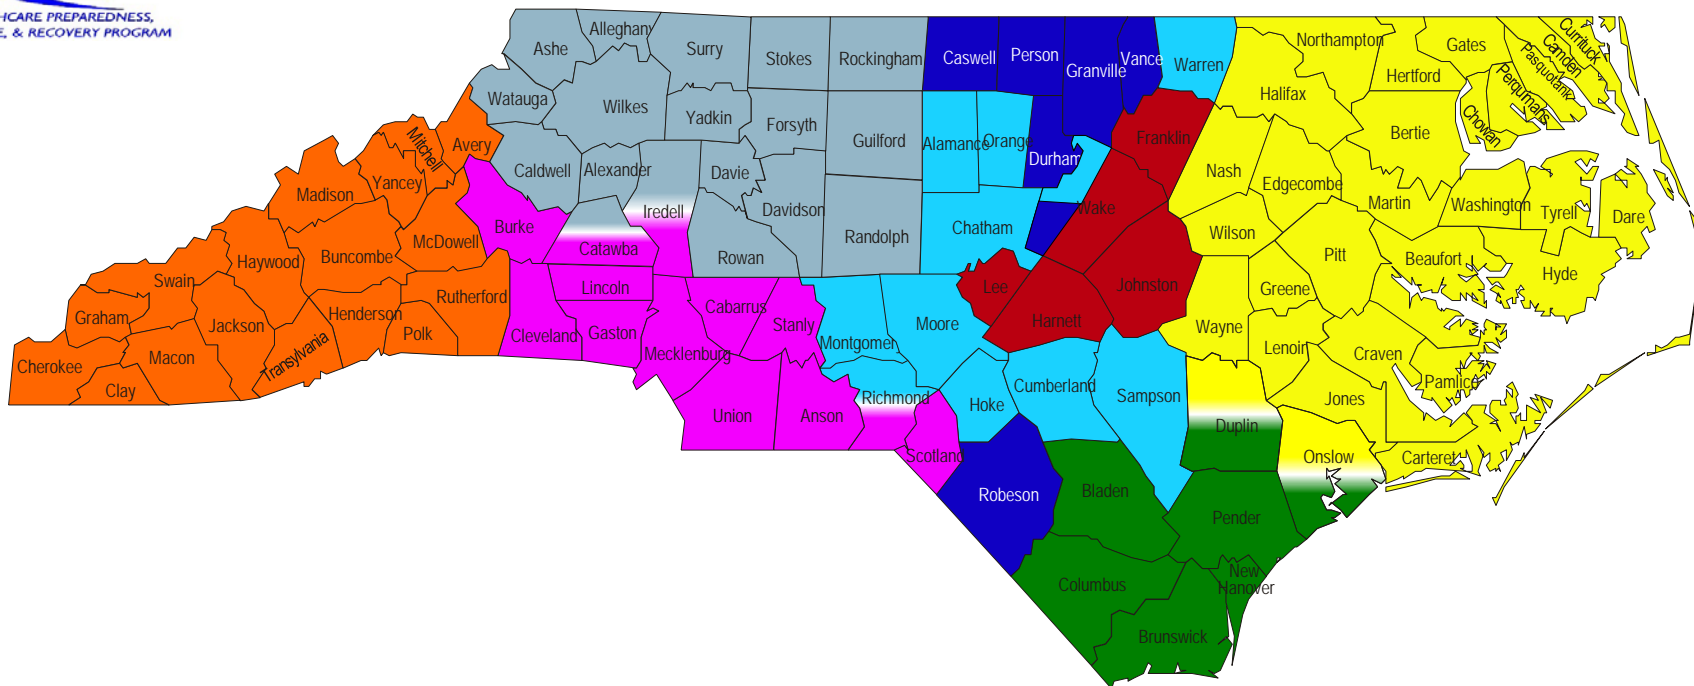 HCARE PREPAREDNESS,
E, & RECOVERY PROGRAM
Ashe
Alleghany
Surry
Stokes
Rockingham
Caswell
Person
Granville
Vance
Warren
Northampton
Gates
Hertford
Currituck
Camden
Pasquotank
Perquimans
Chowan
Watauga
Wilkes
Yadkin
Forsyth
Guilford
Alamance
Orange
Durham
Franklin
Halifax
Bertie
Avery
Mitchell
Yancey
Madison
Caldwell
Alexander
Davie
Iredell
Davidson
Randolph
Chatham
Wake
Nash
Edgecombe
Martin
Washington
Tyrrell
Dare
Burke
McDowell
Buncombe
Haywood
Swain
Graham
Catawba
Rowan
Wilson
Pitt
Beaufort
Hyde
Greene
Lincoln
Rutherford
Henderson
Polk
Jackson
Transylvania
Macon
Cherokee
Clay
Cleveland
Gaston
Mecklenburg
Cabarrus
Stanly
Montgomer
Moore
Lee
Harnett
Johnston
Wayne
Lenoir
Craven
Pamlico
Jones
Carteret
Union
Anson
Richmond
Scotland
Hoke
Cumberland
Sampson
Duplin
Onslow
Robeson
Bladen
Pender
Columbus
New
Hanover
Brunswick